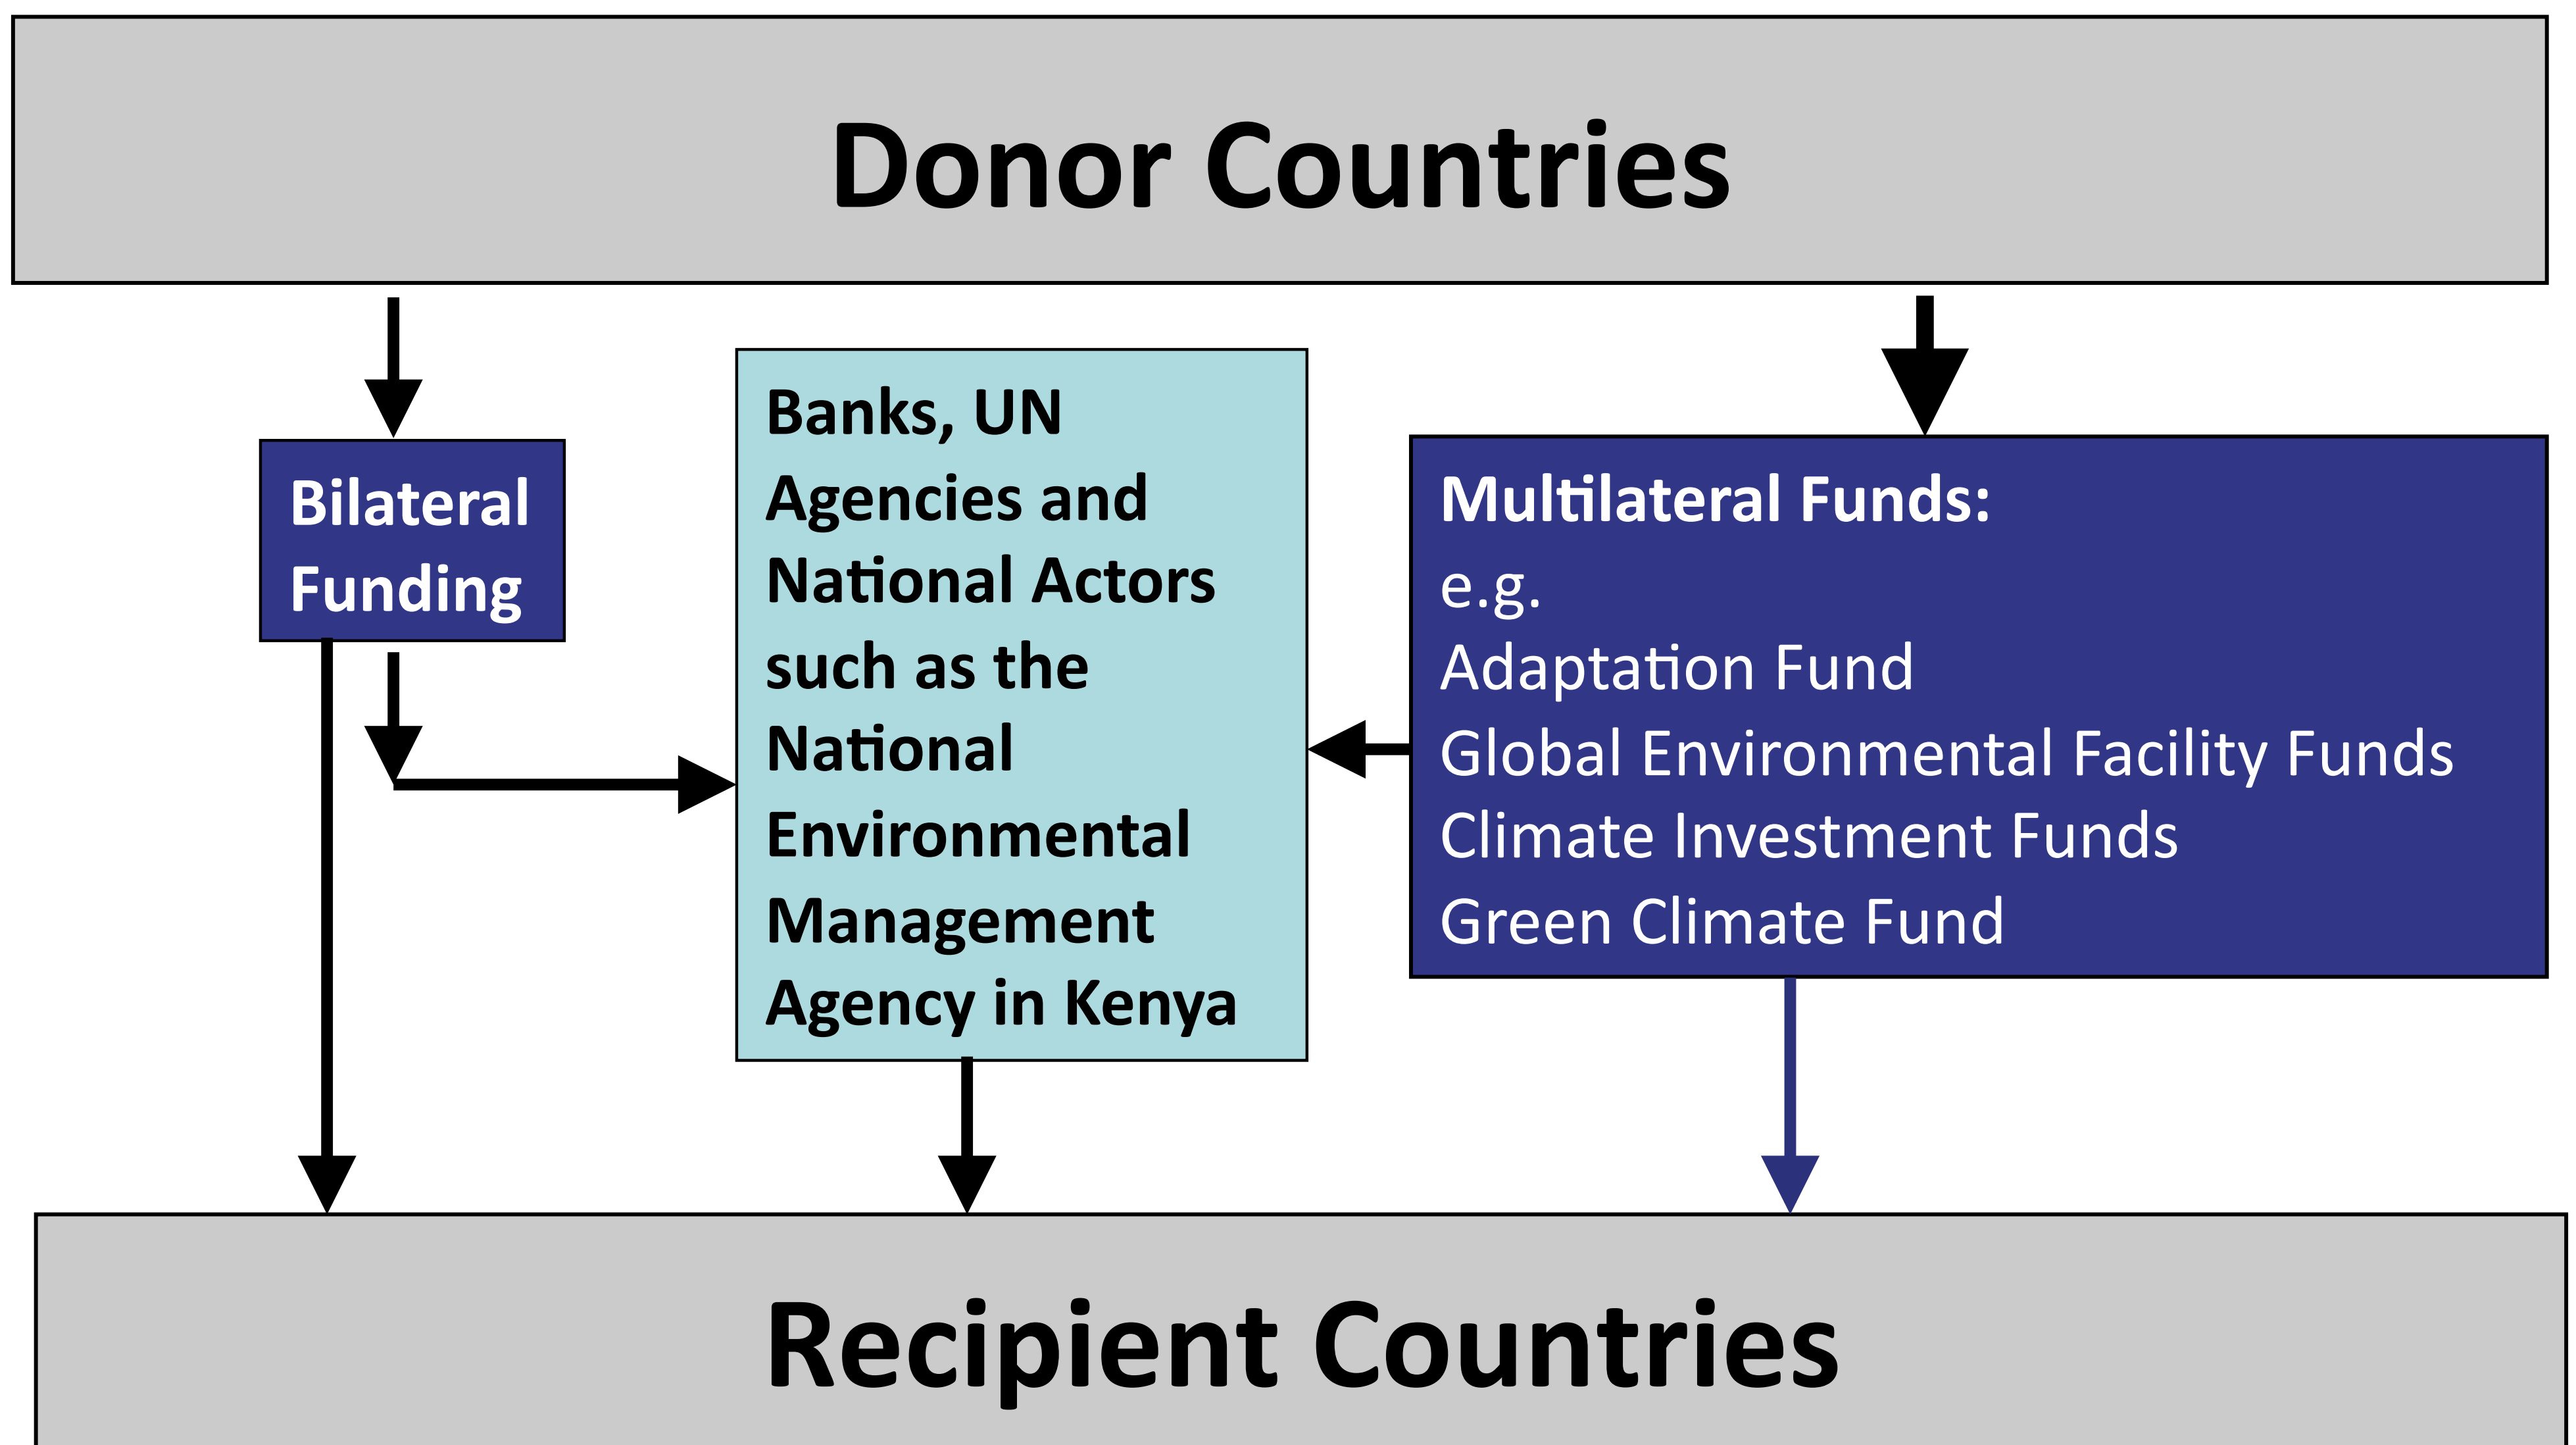 Donor Countries
Bilateral
Funding
Banks, UN
Agencies and
National Actors
such as the
National
Environmental
Management
Agency in Kenya
Multilateral Funds:
e.g.
Adaptation Fund
Global Environmental Facility Funds
Climate Investment Funds
Green Climate Fund
Recipient Countries